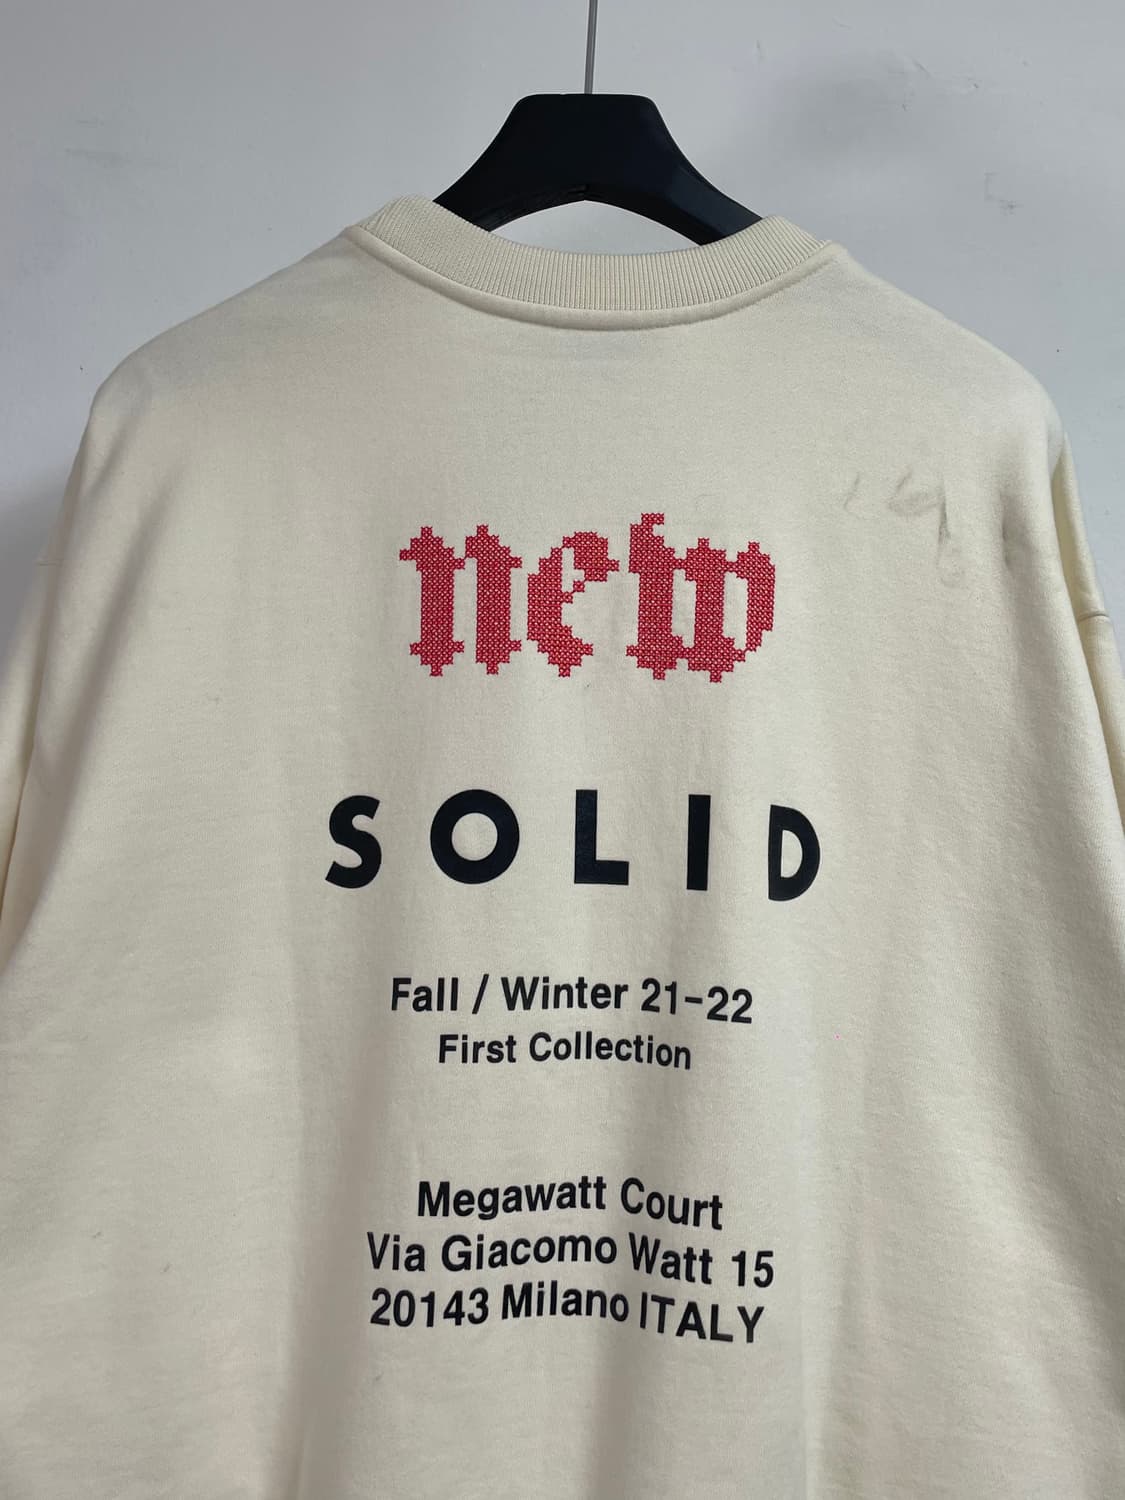 new
SOLID
Fall / Winter 21-22
First Collection
Megawatt Court
Via Giacomo Watt 15
20143 Milano ITALY